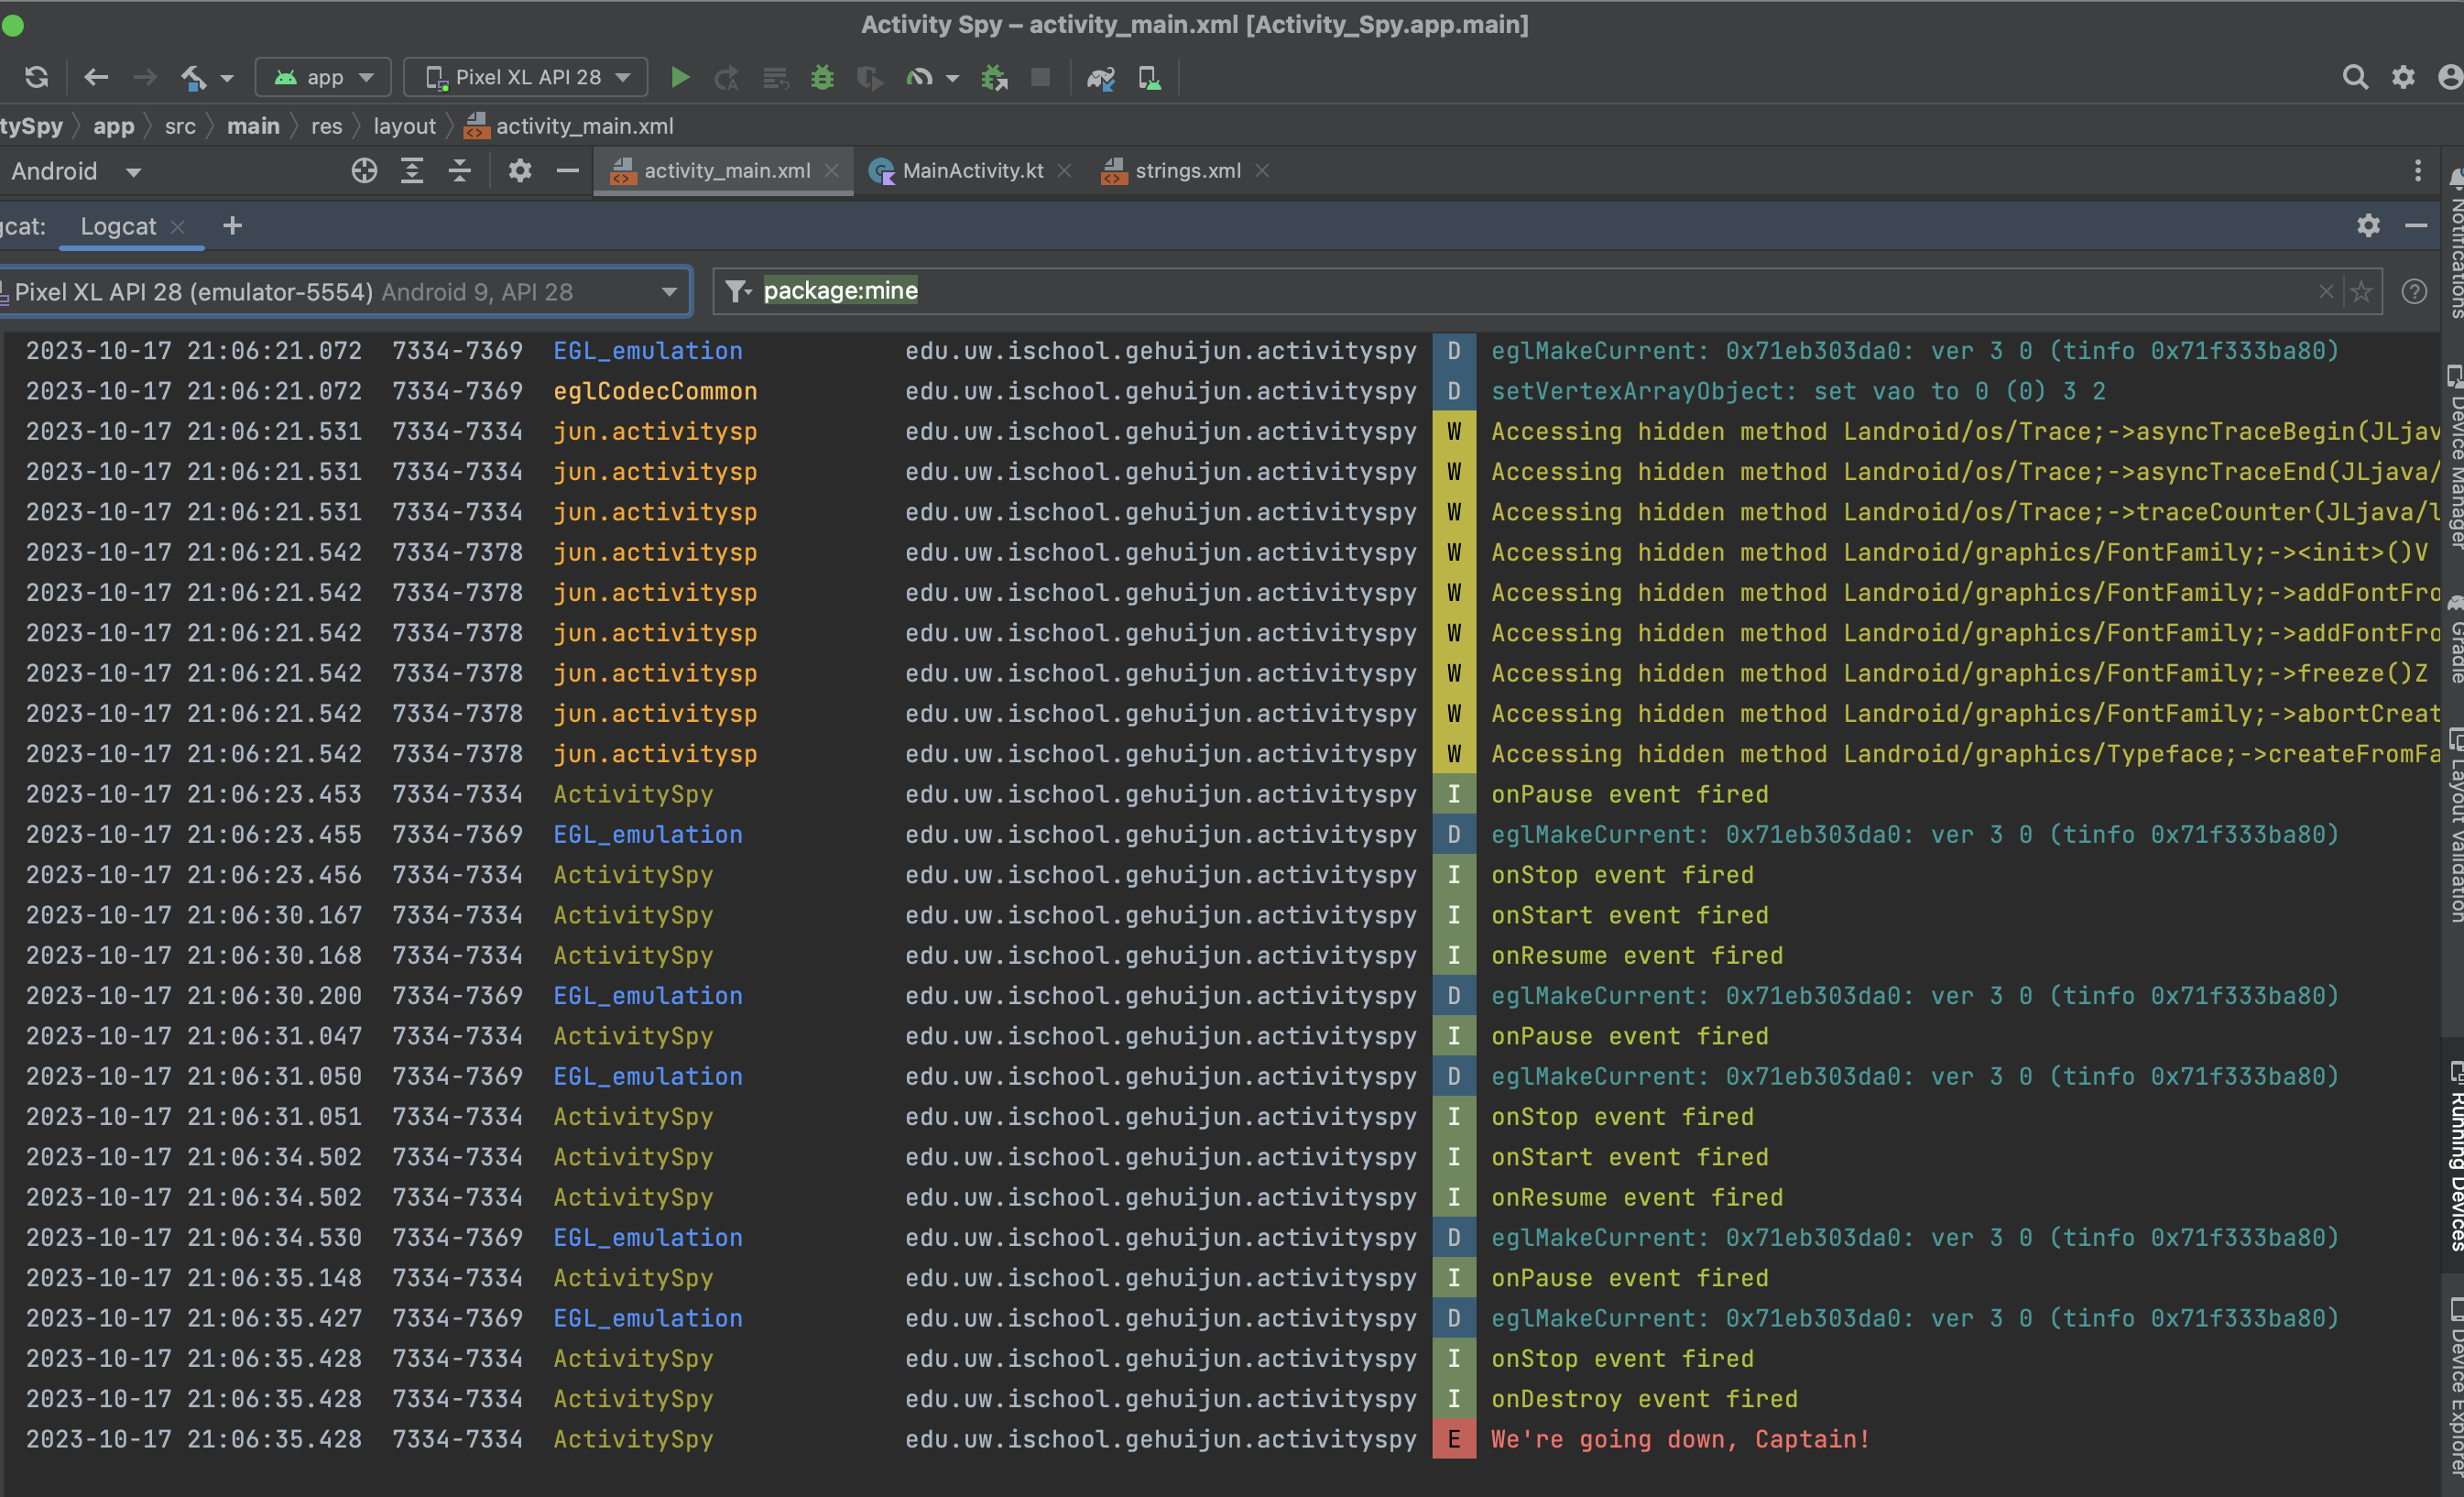 Activity Spy – activity_main.xml [Activity_Spy.app.main]
app Pixel XL API 28
tySpy app src main res layout activity_main.xml
Android activity_main.xml MainActivity.kt strings.xml
gcat: Logcat
Pixel XL API 28 (emulator-5554) Android 9, API 28 package:mine
2023-10-17 21:06:21.072 7334-7369 EGL_emulation edu.uw.ischool.gehuijun.activityspy D eglMakeCurrent: 0x71eb303da0: ver 3 0 (tinfo 0x71f333ba80)
2023-10-17 21:06:21.072 7334-7369 eglCodecCommon edu.uw.ischool.gehuijun.activityspy D setVertexArrayObject: set vao to 0 (0) 3 2
2023-10-17 21:06:21.531 7334-7334 jun.activitysp edu.uw.ischool.gehuijun.activityspy W Accessing hidden method Landroid/os/Trace;->asyncTraceBegin(JLjav
2023-10-17 21:06:21.531 7334-7334 jun.activitysp edu.uw.ischool.gehuijun.activityspy W Accessing hidden method Landroid/os/Trace;->asyncTraceEnd(JLjava/
2023-10-17 21:06:21.531 7334-7334 jun.activitysp edu.uw.ischool.gehuijun.activityspy W Accessing hidden method Landroid/os/Trace;->traceCounter(JLjava/l
2023-10-17 21:06:21.542 7334-7378 jun.activitysp edu.uw.ischool.gehuijun.activityspy W Accessing hidden method Landroid/graphics/FontFamily;-><init>()V
2023-10-17 21:06:21.542 7334-7378 jun.activitysp edu.uw.ischool.gehuijun.activityspy W Accessing hidden method Landroid/graphics/FontFamily;->addFontFro
2023-10-17 21:06:21.542 7334-7378 jun.activitysp edu.uw.ischool.gehuijun.activityspy W Accessing hidden method Landroid/graphics/FontFamily;->addFontFro
2023-10-17 21:06:21.542 7334-7378 jun.activitysp edu.uw.ischool.gehuijun.activityspy W Accessing hidden method Landroid/graphics/FontFamily;->freeze()Z
2023-10-17 21:06:21.542 7334-7378 jun.activitysp edu.uw.ischool.gehuijun.activityspy W Accessing hidden method Landroid/graphics/FontFamily;->abortCreat
2023-10-17 21:06:21.542 7334-7378 jun.activitysp edu.uw.ischool.gehuijun.activityspy W Accessing hidden method Landroid/graphics/Typeface;->createFromFa
2023-10-17 21:06:23.453 7334-7334 ActivitySpy edu.uw.ischool.gehuijun.activityspy I onPause event fired
2023-10-17 21:06:23.455 7334-7369 EGL_emulation edu.uw.ischool.gehuijun.activityspy D eglMakeCurrent: 0x71eb303da0: ver 3 0 (tinfo 0x71f333ba80)
2023-10-17 21:06:23.456 7334-7334 ActivitySpy edu.uw.ischool.gehuijun.activityspy I onStop event fired
2023-10-17 21:06:30.167 7334-7334 ActivitySpy edu.uw.ischool.gehuijun.activityspy I onStart event fired
2023-10-17 21:06:30.168 7334-7334 ActivitySpy edu.uw.ischool.gehuijun.activityspy I onResume event fired
2023-10-17 21:06:30.200 7334-7369 EGL_emulation edu.uw.ischool.gehuijun.activityspy D eglMakeCurrent: 0x71eb303da0: ver 3 0 (tinfo 0x71f333ba80)
2023-10-17 21:06:31.047 7334-7334 ActivitySpy edu.uw.ischool.gehuijun.activityspy I onPause event fired
2023-10-17 21:06:31.050 7334-7369 EGL_emulation edu.uw.ischool.gehuijun.activityspy D eglMakeCurrent: 0x71eb303da0: ver 3 0 (tinfo 0x71f333ba80)
2023-10-17 21:06:31.051 7334-7334 ActivitySpy edu.uw.ischool.gehuijun.activityspy I onStop event fired
2023-10-17 21:06:34.502 7334-7334 ActivitySpy edu.uw.ischool.gehuijun.activityspy I onStart event fired
2023-10-17 21:06:34.502 7334-7334 ActivitySpy edu.uw.ischool.gehuijun.activityspy I onResume event fired
2023-10-17 21:06:34.530 7334-7369 EGL_emulation edu.uw.ischool.gehuijun.activityspy D eglMakeCurrent: 0x71eb303da0: ver 3 0 (tinfo 0x71f333ba80)
2023-10-17 21:06:35.148 7334-7334 ActivitySpy edu.uw.ischool.gehuijun.activityspy I onPause event fired
2023-10-17 21:06:35.427 7334-7369 EGL_emulation edu.uw.ischool.gehuijun.activityspy D eglMakeCurrent: 0x71eb303da0: ver 3 0 (tinfo 0x71f333ba80)
2023-10-17 21:06:35.428 7334-7334 ActivitySpy edu.uw.ischool.gehuijun.activityspy I onStop event fired
2023-10-17 21:06:35.428 7334-7334 ActivitySpy edu.uw.ischool.gehuijun.activityspy I onDestroy event fired
2023-10-17 21:06:35.428 7334-7334 ActivitySpy edu.uw.ischool.gehuijun.activityspy E We're going down, Captain!
Notifications
Device Manager
Gradle
Layout Validation
Running Devices
Device Explorer